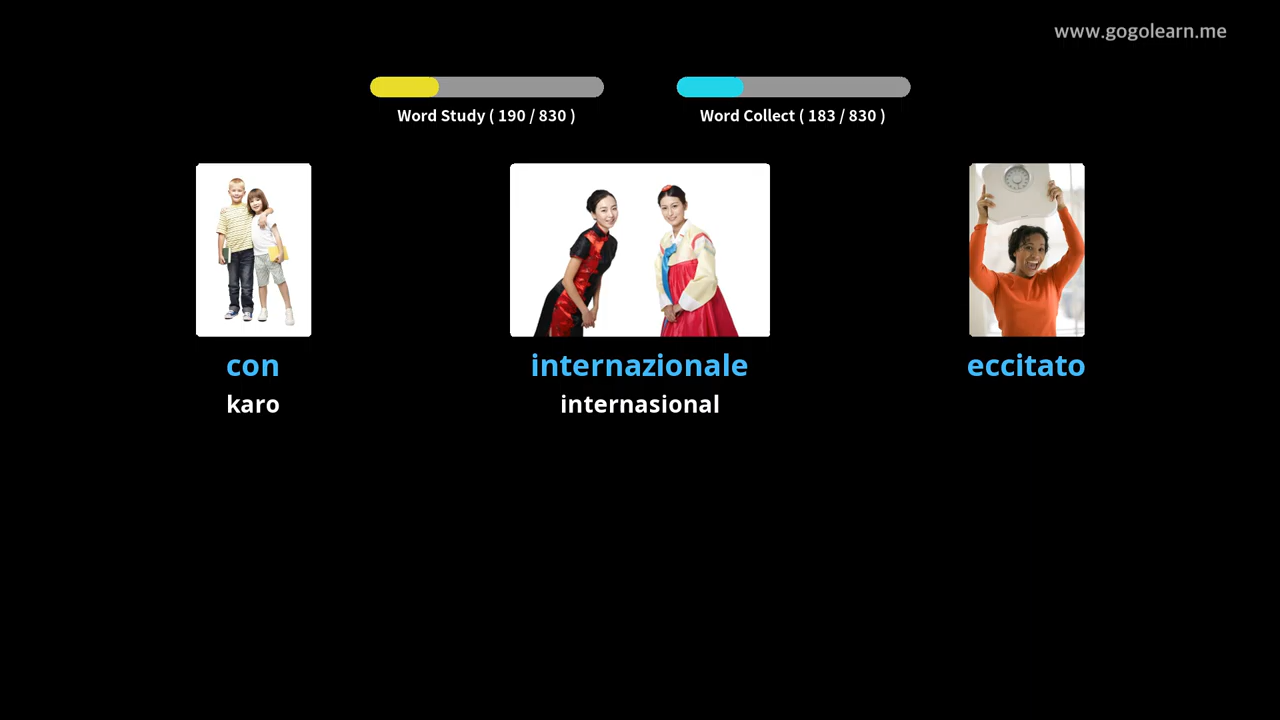 www.gogolearn.me
Word Study ( 190 / 830 )
Word Collect ( 183 / 830 )
con
karo
internazionale
internasional
eccitato